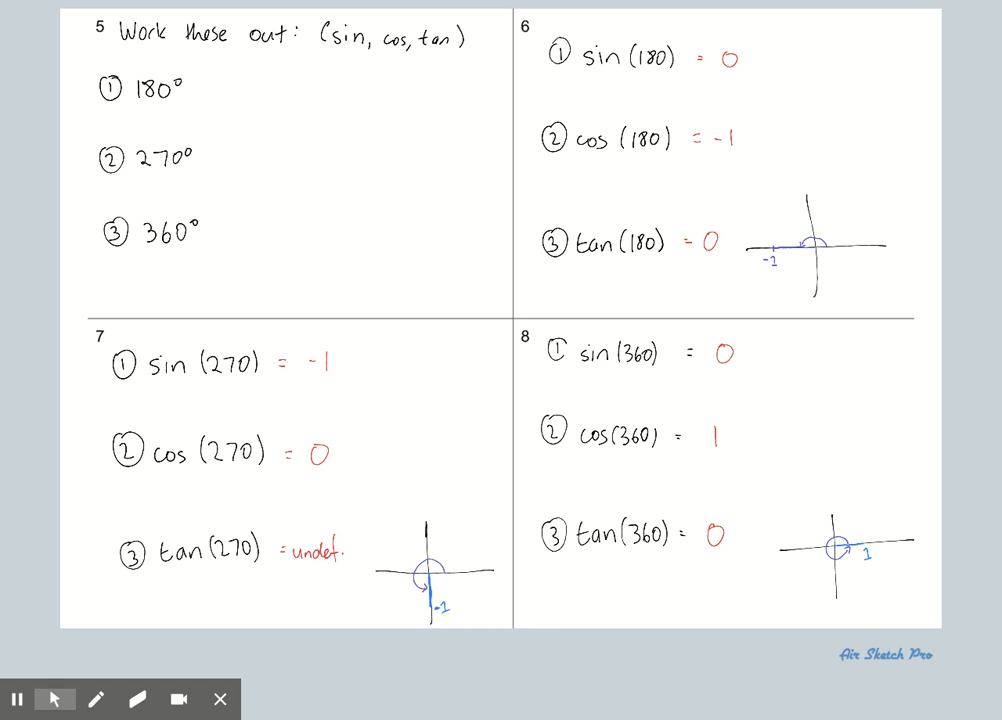 5 Work these out: (sin, cos, tan)
① 180°
② 270°
③ 360°
6
① sin(180) = 0
② cos (180) = -1
③ tan(180) = 0
-1
7
① sin (270) = -1
② cos (270) = 0
③ tan(270) = undef.
-1
8
① sin(360) = 0
② cos(360) = 1
③ tan(360) = 0
1
Air Sketch Pro